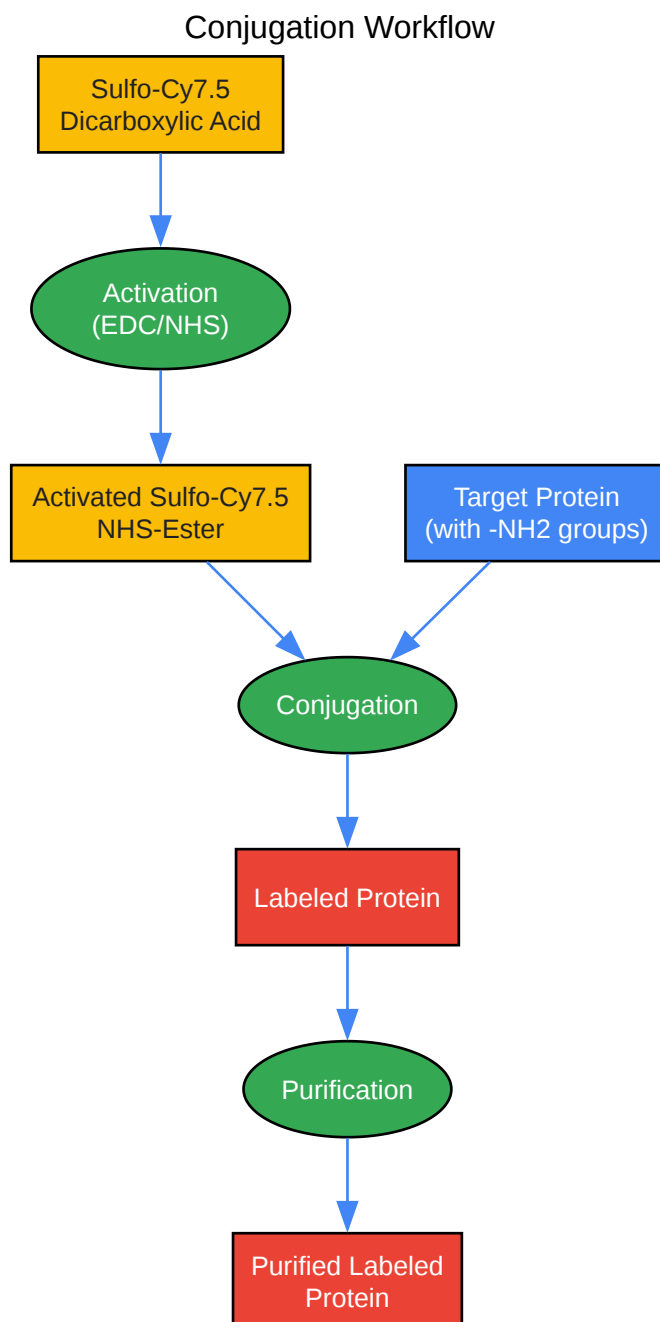 Conjugation Workflow
Sulfo-Cy7.5
Dicarboxylic Acid
Activation
(EDC/NHS)
Activated Sulfo-Cy7.5
NHS-Ester
Target Protein
(with -NH2 groups)
Conjugation
Labeled Protein
Purification
Purified Labeled
Protein